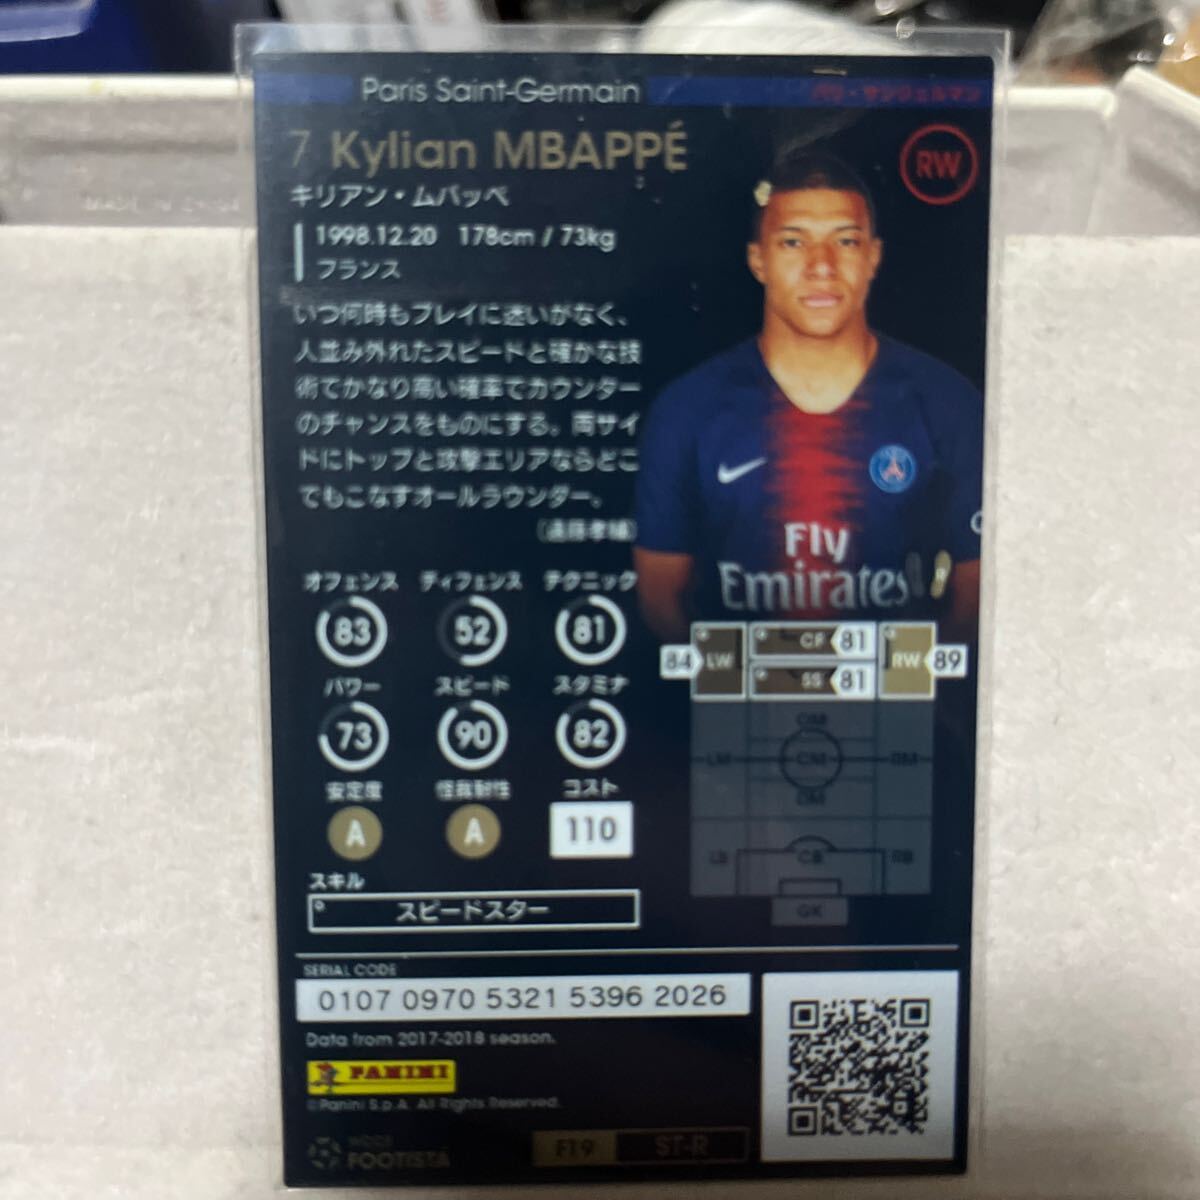 Paris Saint-Germain
パリ・サンジェルマン
7 Kylian MBAPPÉ
RW
キリアン・ムバッペ
1998.12.20 178cm / 73kg
フランス
いつ何時もプレイに迷いがなく、
人並み外れたスピードと確かな技
術でかなり高い確率でカウンター
のチャンスをものにする。両サイ
ドにトップと攻撃エリアならどこ
でもこなすオールラウンダー。
Fly
Emirates
オフェンス ディフェンス テクニック
83 52 81
パワー スピード スタミナ
73 90 82
安定度 怪我耐性 コスト
A A 110
スキル
スピードスター
84 LW CF 81 RW 89
SS 81
OM
LM CM RM
DM
LB CB RB
GK
SERIAL CODE
0107 0970 5321 5396 2026
Data from 2017-2018 season.
PANINI
©Panini S.p.A. All Rights Reserved.
WCCF
FOOTISTA
F19 ST-R